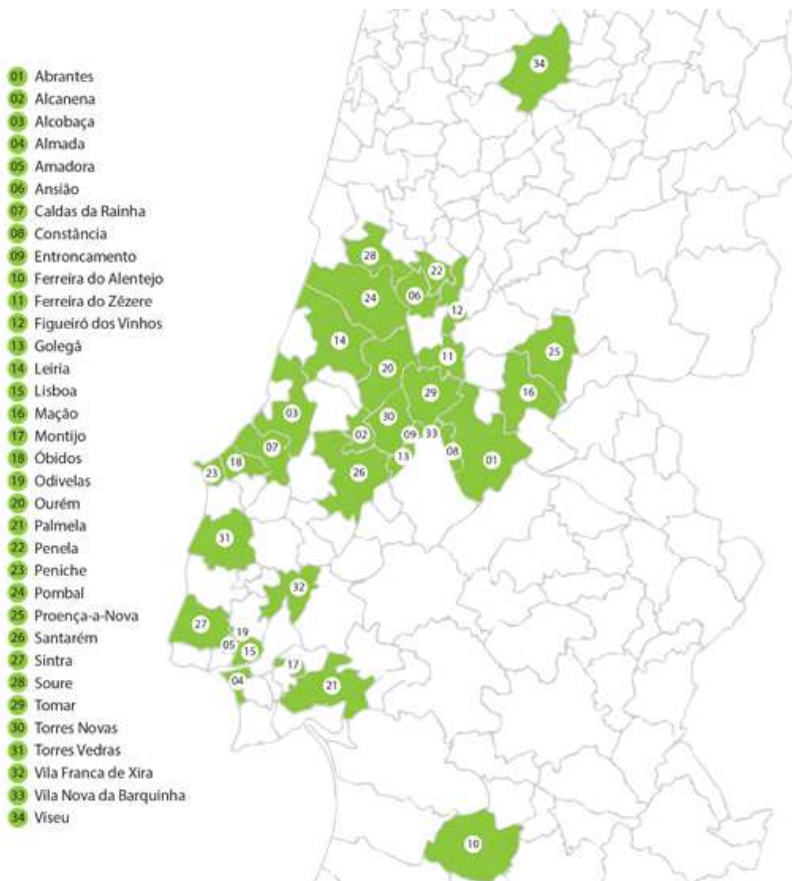 01 Abrantes
02 Alcanena
03 Alcobaça
04 Almada
05 Amadora
06 Ansião
07 Caldas da Rainha
08 Constância
09 Entroncamento
10 Ferreira do Alentejo
11 Ferreira do Zêzere
12 Figueiró dos Vinhos
13 Golegã
14 Leiria
15 Lisboa
16 Mação
17 Montijo
18 Óbidos
19 Odivelas
20 Ourém
21 Palmela
22 Penela
23 Peniche
24 Pombal
25 Proença-a-Nova
26 Santarém
27 Sintra
28 Soure
29 Tomar
30 Torres Novas
31 Torres Vedras
32 Vila Franca de Xira
33 Vila Nova da Barquinha
34 Viseu
34
28
22
24
06
12
14
11
25
20
29
16
03
30
02
09
33
07
08
13
01
18
23
26
31
32
27
19
05
15
17
04
21
10